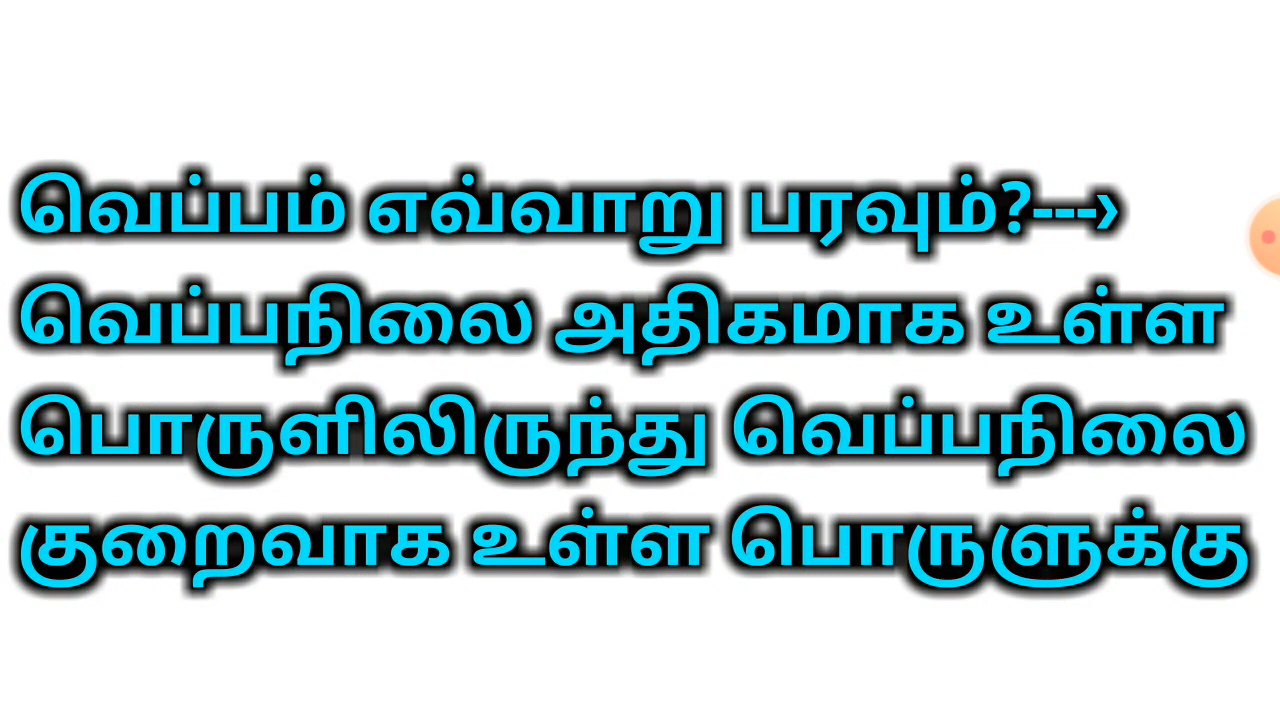 வெப்பம் எவ்வாறு பரவும்?---›
வெப்பநிலை அதிகமாக உள்ள
பொருளிலிருந்து வெப்பநிலை
குறைவாக உள்ள பொருளுக்கு